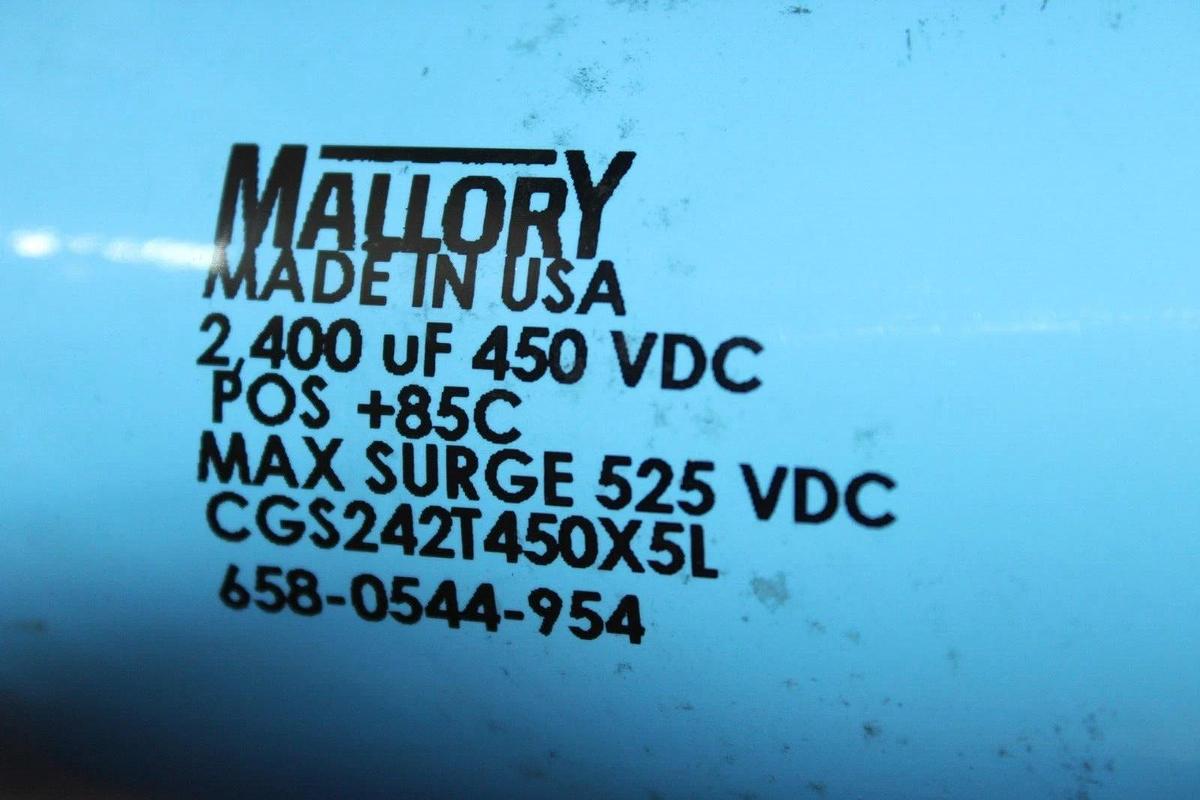 MALLORY
MADE IN USA
2,400 uF 450 VDC
POS +85C
MAX SURGE 525 VDC
CGS242T450X5L
658-0544-954